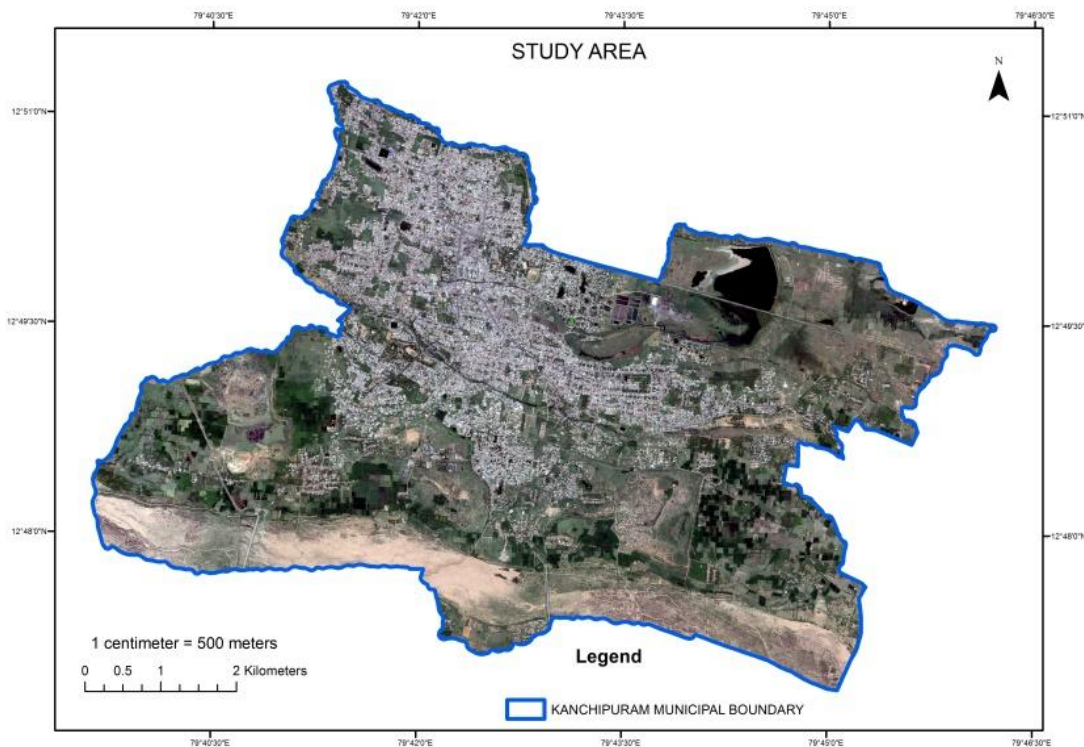 79°40'30"E 79°42'0"E 79°43'30"E 79°45'0"E 79°46'30"E
STUDY AREA
N
12°51'0"N 12°51'0"N
12°49'30"N 12°49'30"N
12°48'0"N 12°48'0"N
1 centimeter = 500 meters
0 0.5 1 2 Kilometers
Legend
KANCHIPURAM MUNICIPAL BOUNDARY
79°40'30"E 79°42'0"E 79°43'30"E 79°45'0"E 79°46'30"E